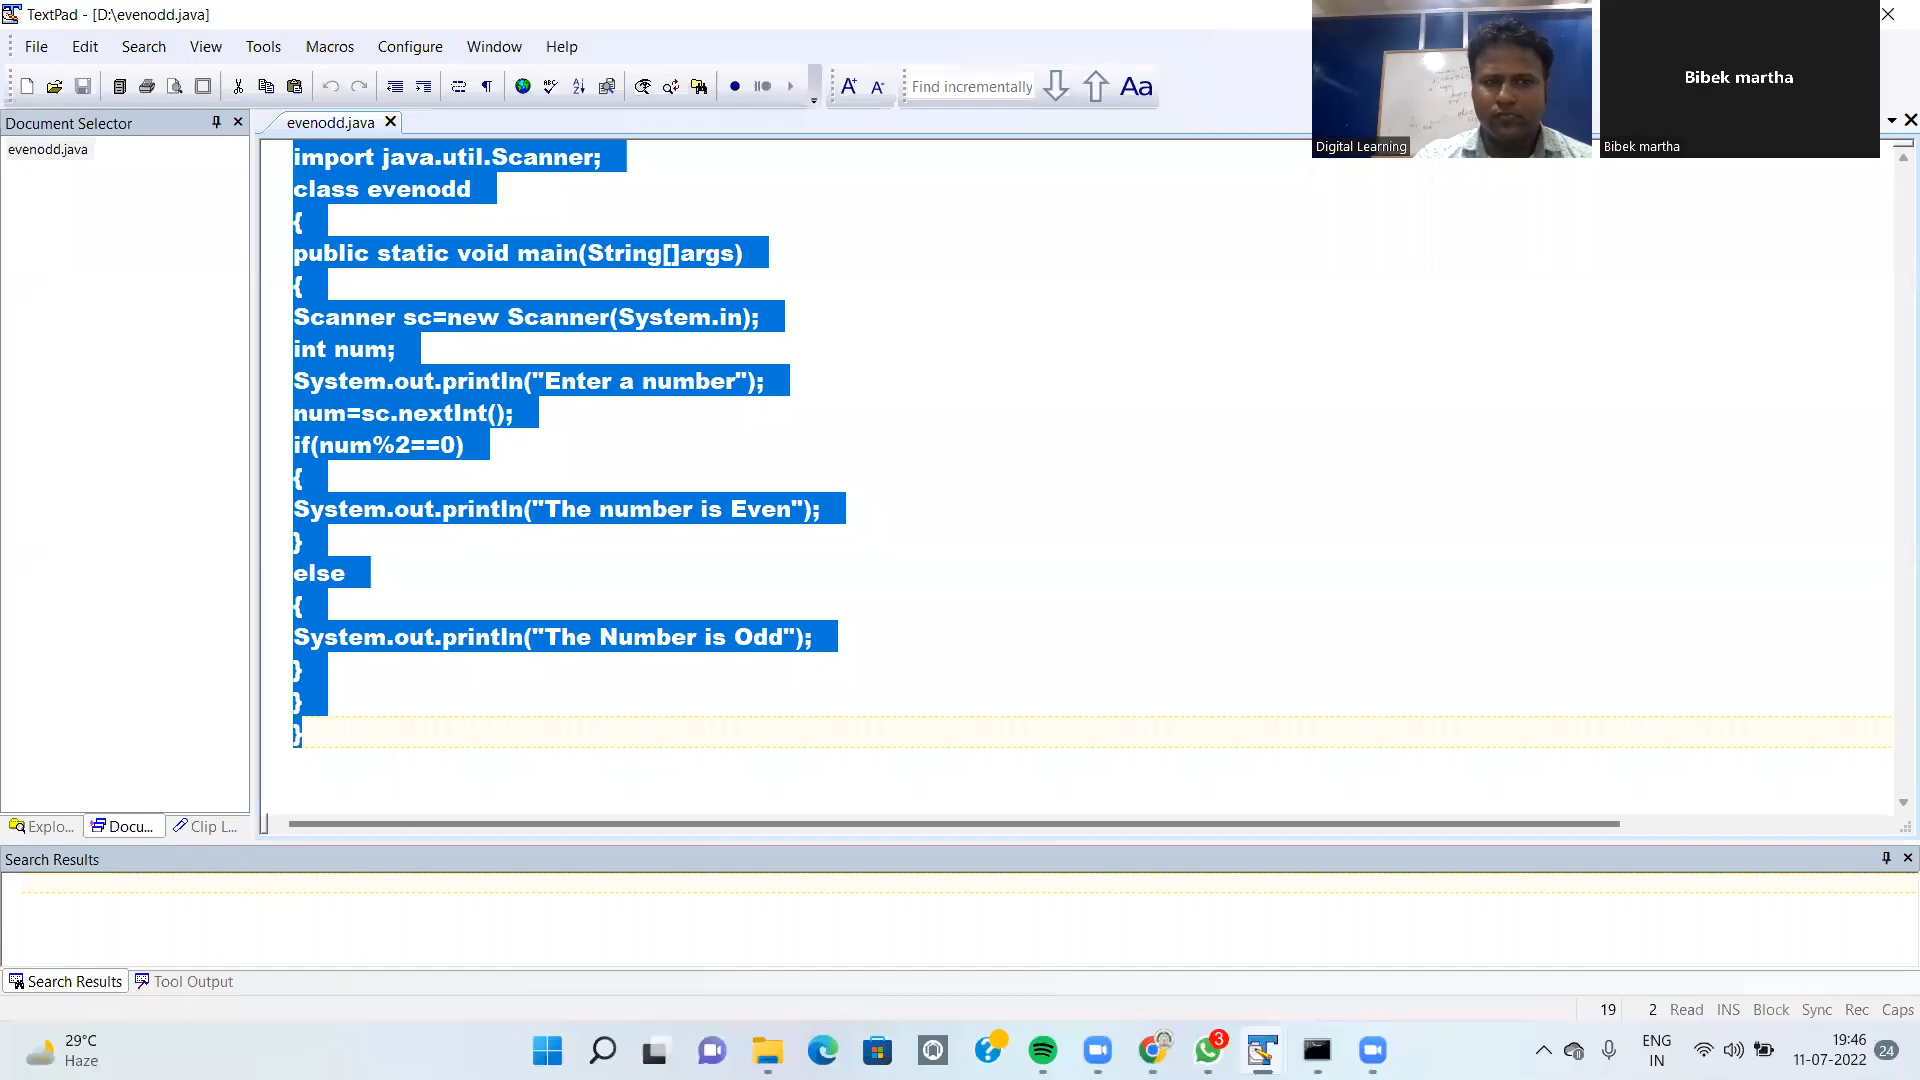 TextPad - [D:\evenodd.java]
File Edit Search View Tools Macros Configure Window Help
Find incrementally
Aa
Document Selector
evenodd.java
evenodd.java
import java.util.Scanner;
class evenodd
{
public static void main(String[]args)
{
Scanner sc=new Scanner(System.in);
int num;
System.out.println("Enter a number");
num=sc.nextInt();
if(num%2==0)
{
System.out.println("The number is Even");
}
else
{
System.out.println("The Number is Odd");
}
}
}
Digital Learning
Bibek martha
Bibek martha
Explo... Docu... Clip L...
Search Results
Search Results Tool Output
19 2 Read INS Block Sync Rec Caps
29°C
Haze
3
ENG
IN
19:46
11-07-2022
24